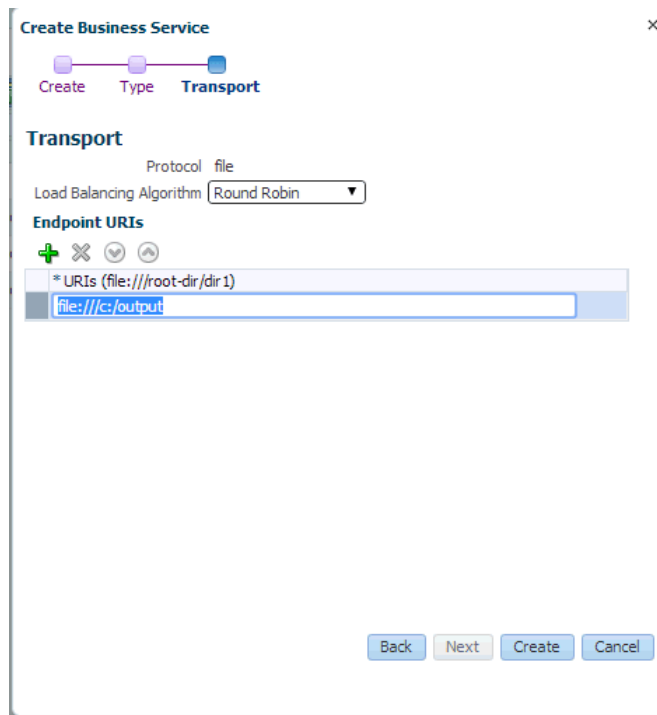 Create Business Service
Create Type Transport
Transport
Protocol file
Load Balancing Algorithm Round Robin
Endpoint URIs
* URIs (file:///root-dir/dir1)
file:///c:/output
Back Next Create Cancel